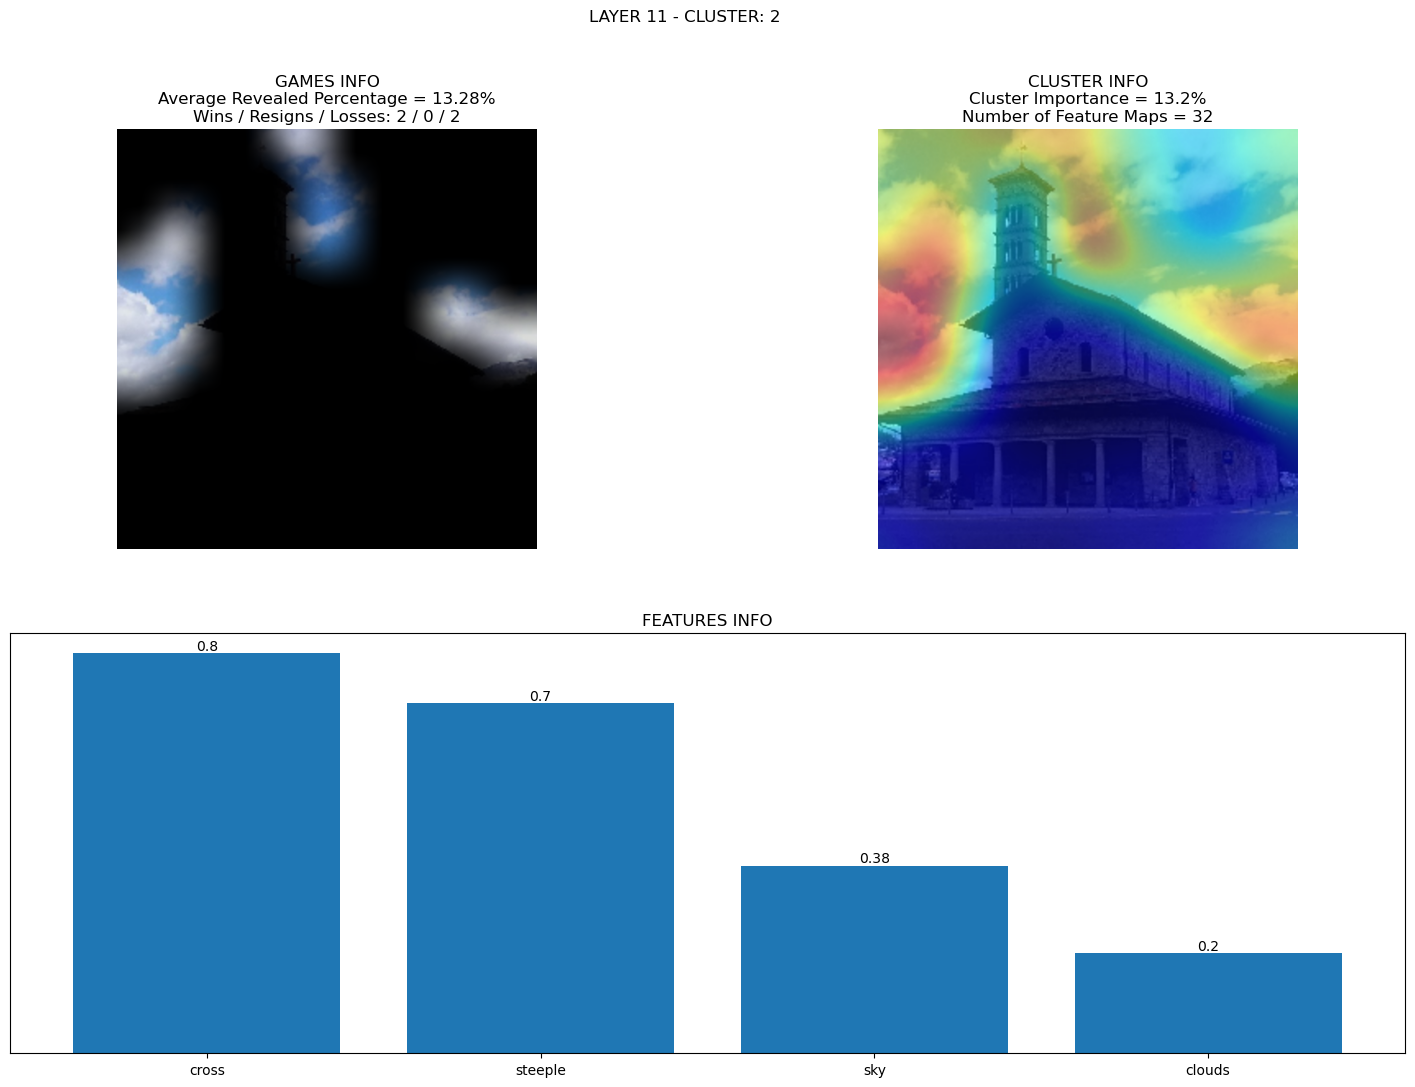 LAYER 11 - CLUSTER: 2
GAMES INFO
Average Revealed Percentage = 13.28%
Wins / Resigns / Losses: 2 / 0 / 2
CLUSTER INFO
Cluster Importance = 13.2%
Number of Feature Maps = 32
FEATURES INFO
0.8
0.7
0.38
0.2
cross
steeple
sky
clouds